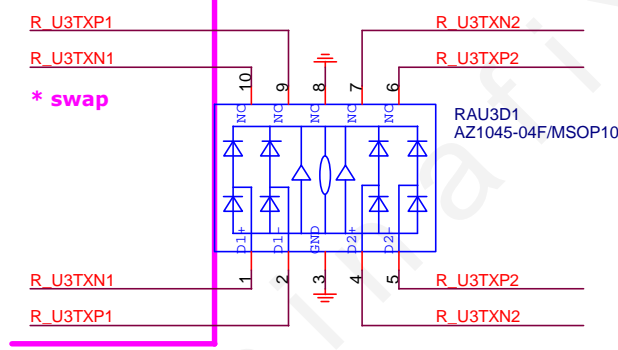 R_U3TXP1
R_U3TXN2
R_U3TXN1
R_U3TXP2
* swap
10
9
8
7
6
NC
NC
NC
NC
NC
RAU3D1
AZ1045-04F/MSOP10
D1+
D1-
GND
D2+
D2-
1
2
3
4
5
R_U3TXN1
R_U3TXP2
R_U3TXP1
R_U3TXN2